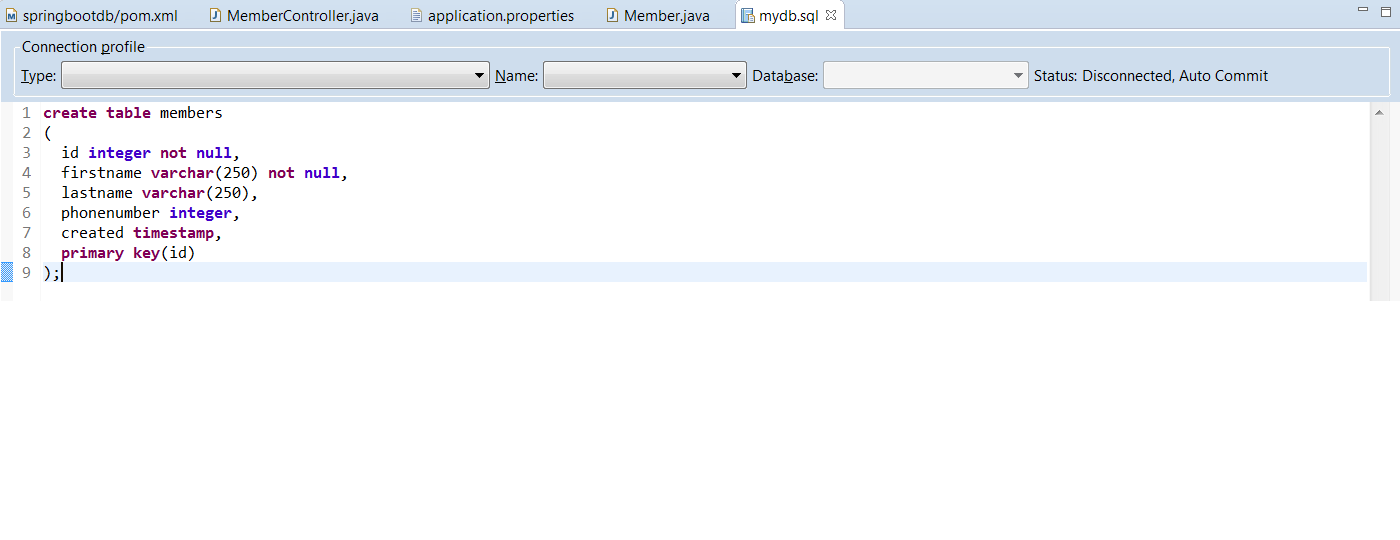 springbootdb/pom.xml MemberController.java application.properties Member.java mydb.sql
Connection profile
Type: Name: Database: Status: Disconnected, Auto Commit
1 create table members
2 (
3   id integer not null,
4   firstname varchar(250) not null,
5   lastname varchar(250),
6   phonenumber integer,
7   created timestamp,
8   primary key(id)
9 );